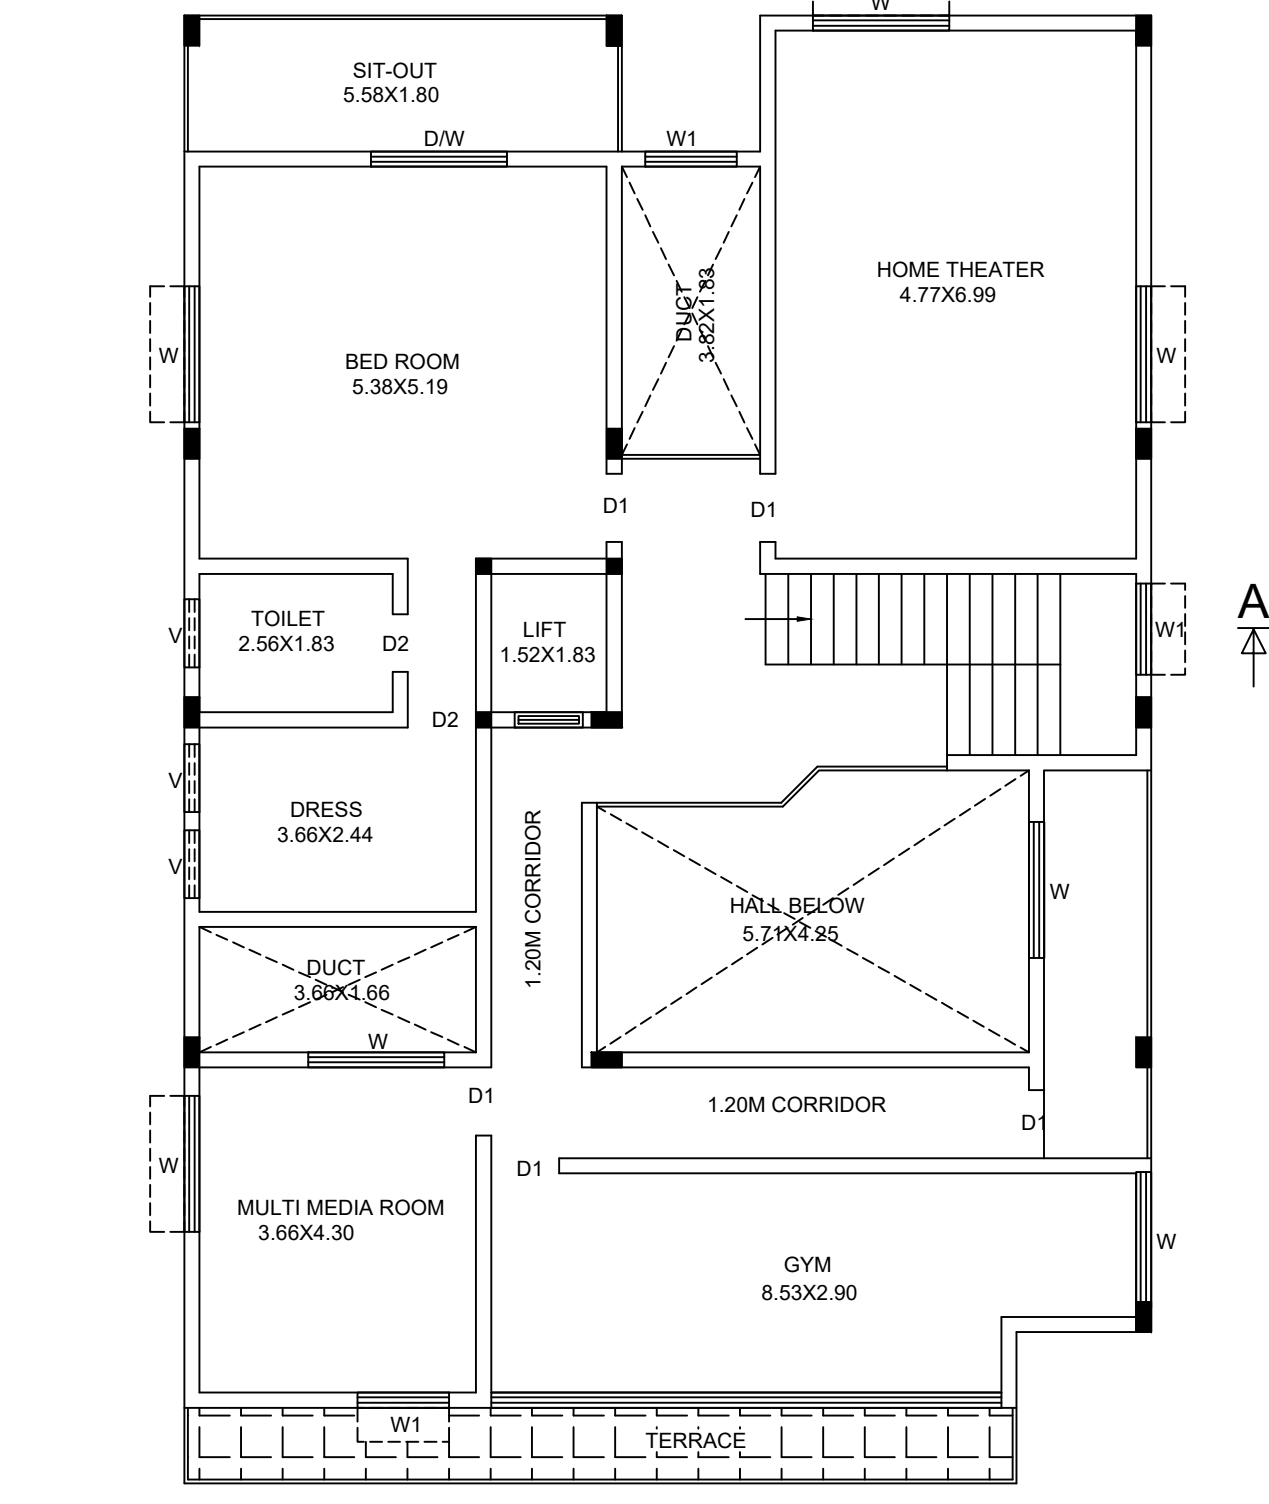 W
SIT-OUT
5.58X1.80
D/W
W1
HOME THEATER
4.77X6.99
DUCT
3.82X1.83
W
BED ROOM
5.38X5.19
W
D1
D1
TOILET
2.56X1.83
V
D2
LIFT
1.52X1.83
W1
A
D2
V
DRESS
3.66X2.44
V
1.20M CORRIDOR
HALL BELOW
5.71X4.25
W
DUCT
3.66X1.66
W
D1
1.20M CORRIDOR
D1
W
D1
MULTI MEDIA ROOM
3.66X4.30
GYM
8.53X2.90
W
W1
TERRACE